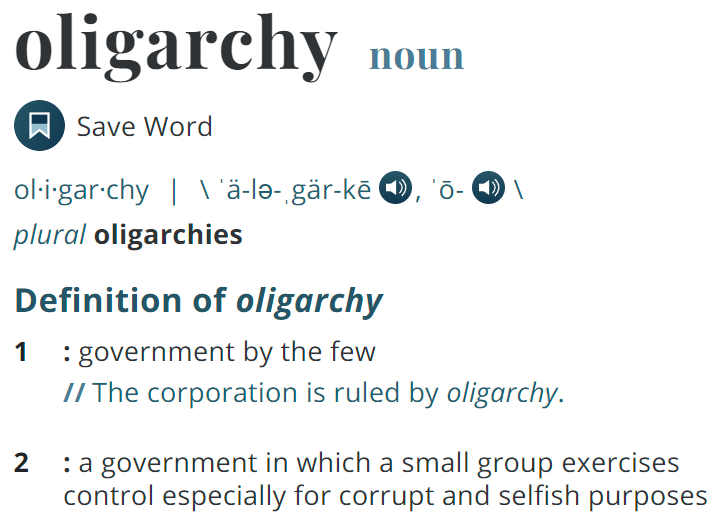 oligarchy noun
Save Word
ol·i·gar·chy | \ ˈä-lə-ˌgär-kē , ˈō- \
plural oligarchies
Definition of oligarchy
1 : government by the few
// The corporation is ruled by oligarchy.
2 : a government in which a small group exercises
control especially for corrupt and selfish purposes